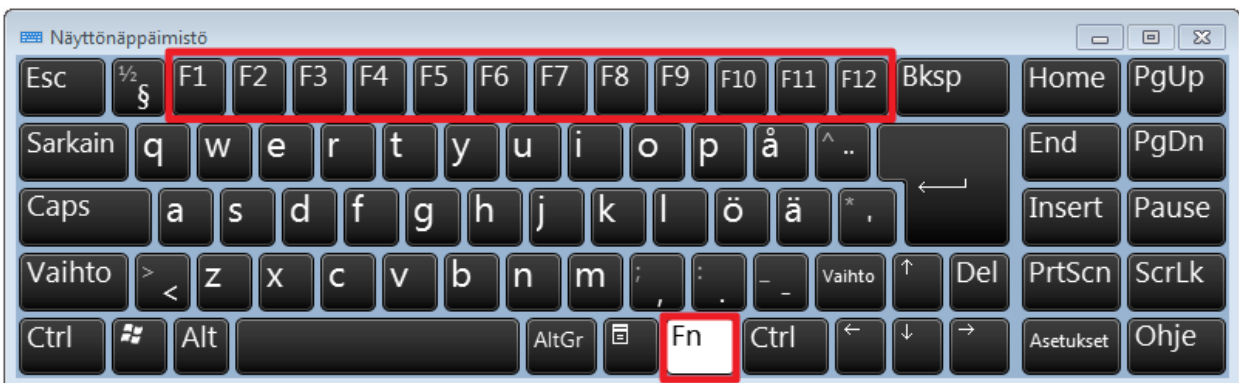 Näyttönäppäimistö
Esc ½ § F1 F2 F3 F4 F5 F6 F7 F8 F9 F10 F11 F12 Bksp Home PgUp
Sarkain q w e r t y u i o p å ^ ¨ End PgDn
Caps a s d f g h j k l ö ä * ' Insert Pause
Vaihto > < z x c v b n m ; , : . _ - Vaihto ↑ Del PrtScn ScrLk
Ctrl Alt AltGr Fn Ctrl ← ↓ → Asetukset Ohje